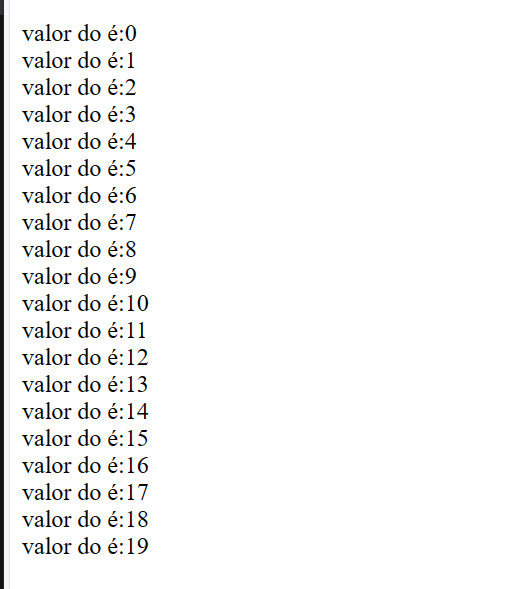 valor do é:0
valor do é:1
valor do é:2
valor do é:3
valor do é:4
valor do é:5
valor do é:6
valor do é:7
valor do é:8
valor do é:9
valor do é:10
valor do é:11
valor do é:12
valor do é:13
valor do é:14
valor do é:15
valor do é:16
valor do é:17
valor do é:18
valor do é:19